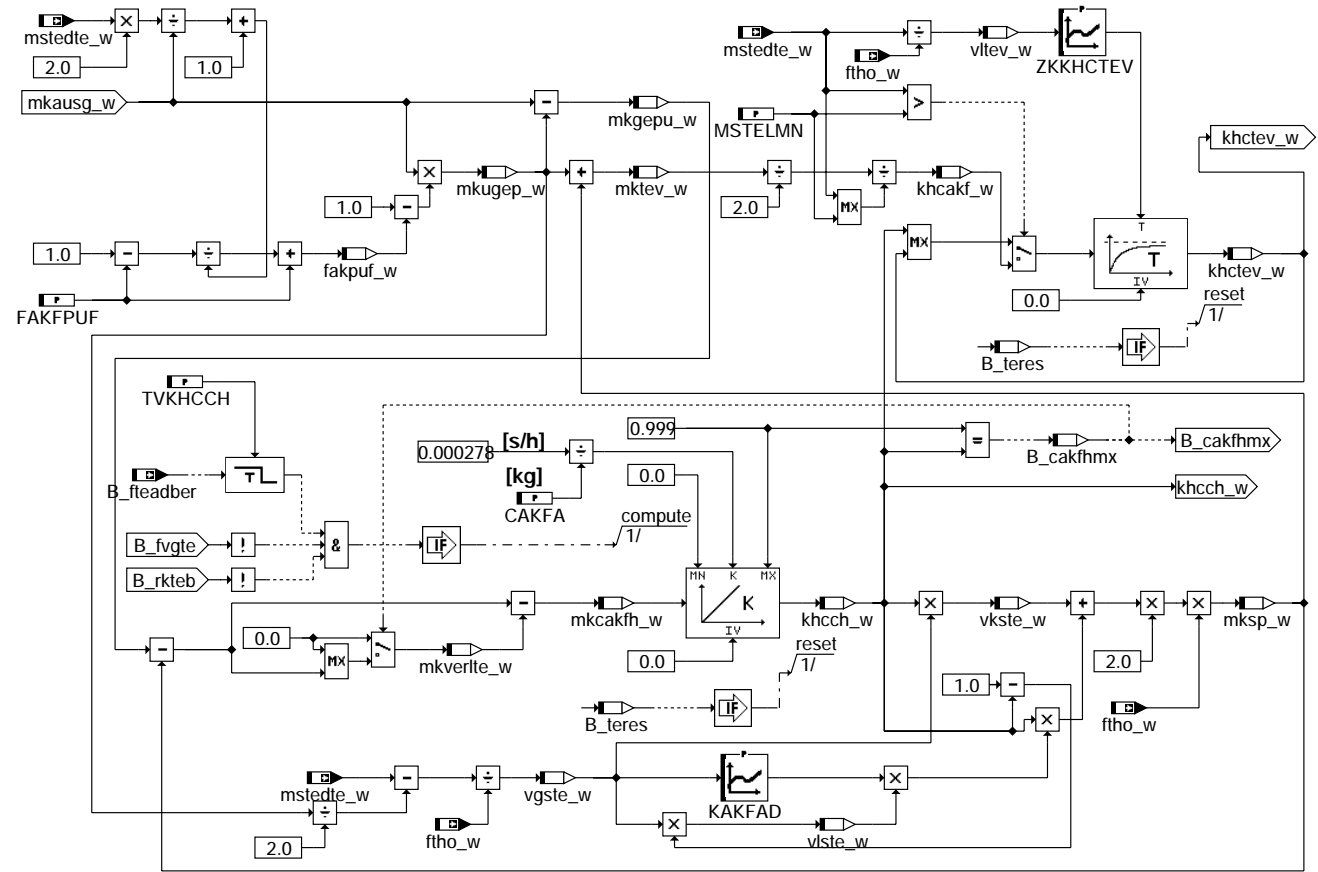 mstedte_w
2.0
1.0
mkausg_w
mkgepu_w
mstedte_w
ftho_w
vltev_w
P
ZKKHCTEV
P
MSTELMN
>
khctev_w
mkugep_w
mktev_w
2.0
MX
khcakf_w
1.0
1.0
fakpuf_w
P
FAKFPUF
MX
T
T
IV
khctev_w
0.0
reset
1/
B_teres
IF
P
TVKHCCH
T
B_fteadber
0.000278
[s/h]
[kg]
P
CAKFA
0.999
0.0
=
B_cakfhmx
B_cakfhmx
khcch_w
B_fvgte
!
B_rkteb
!
&
IF
compute
1/
MN K MX
K
IV
0.0
mkcakfh_w
khcch_w
vkste_w
2.0
mksp_w
0.0
MX
mkverlte_w
B_teres
IF
reset
1/
1.0
ftho_w
mstedte_w
2.0
ftho_w
vgste_w
P
KAKFAD
vlste_w